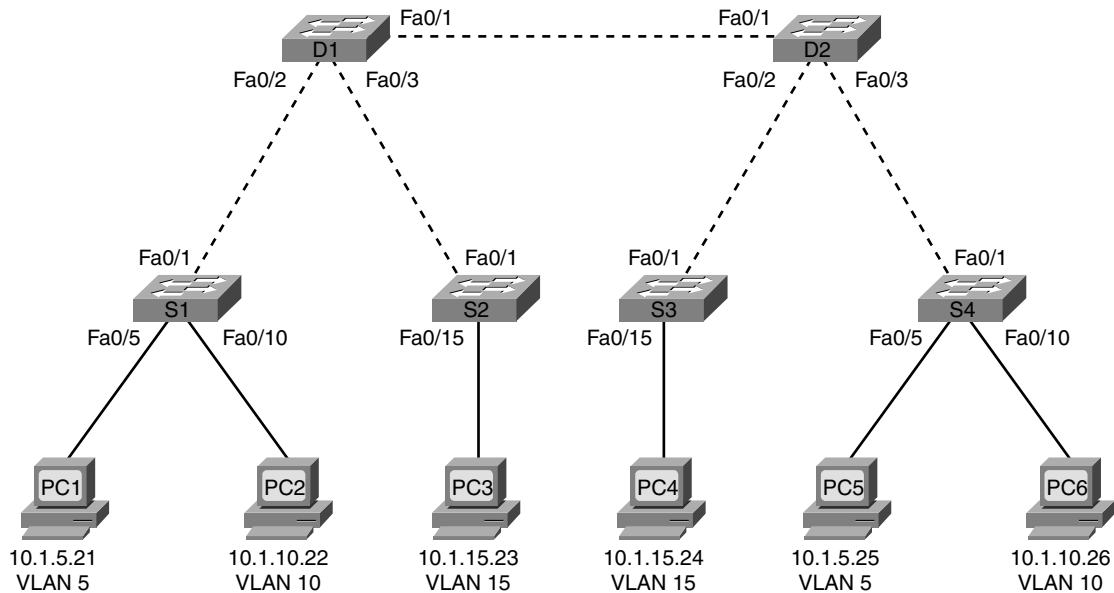 Fa0/1
Fa0/1
D1
D2
Fa0/2
Fa0/3
Fa0/2
Fa0/3
Fa0/1
Fa0/1
Fa0/1
Fa0/1
S1
S2
S3
S4
Fa0/5
Fa0/10
Fa0/15
Fa0/15
Fa0/5
Fa0/10
PC1
PC2
PC3
PC4
PC5
PC6
10.1.5.21
VLAN 5
10.1.10.22
VLAN 10
10.1.15.23
VLAN 15
10.1.15.24
VLAN 15
10.1.5.25
VLAN 5
10.1.10.26
VLAN 10